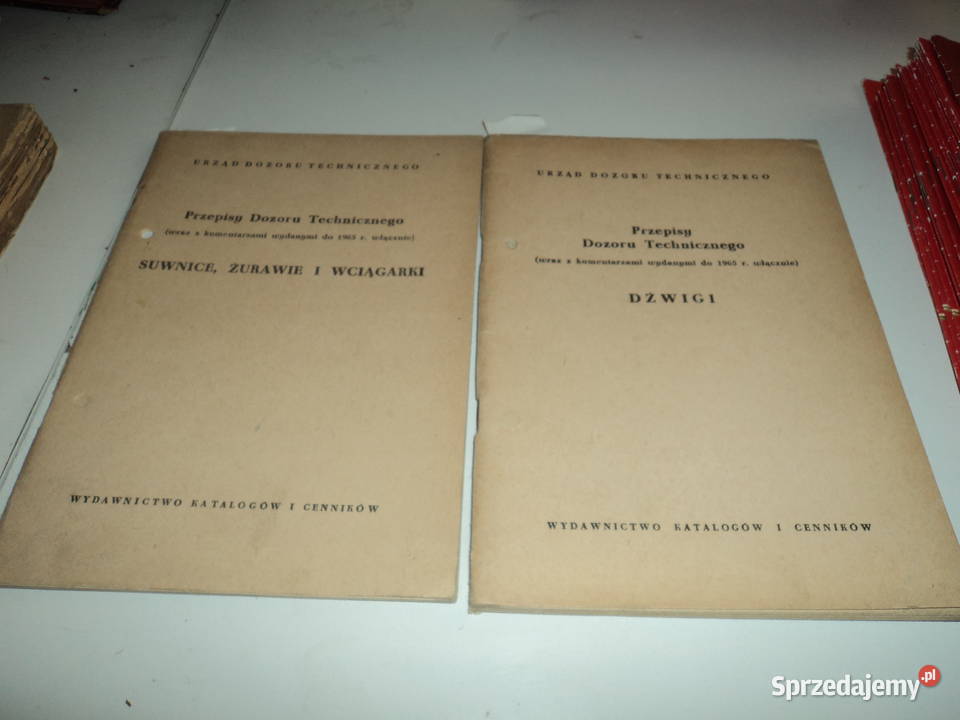 URZĄD DOZORU TECHNICZNEGO
Przepisy Dozoru Technicznego
(wraz z komentarzami wydanymi do 1965 r. włącznie)
SUWNICE, ŻURAWIE I WCIĄGARKI
WYDAWNICTWO KATALOGÓW I CENNIKÓW
URZĄD DOZORU TECHNICZNEGO
Przepisy
Dozoru Technicznego
(wraz z komentarzami wydanymi do 1965 r. włącznie)
DŹWIGI
WYDAWNICTWO KATALOGÓW I CENNIKÓW
Sprzedajemy.pl